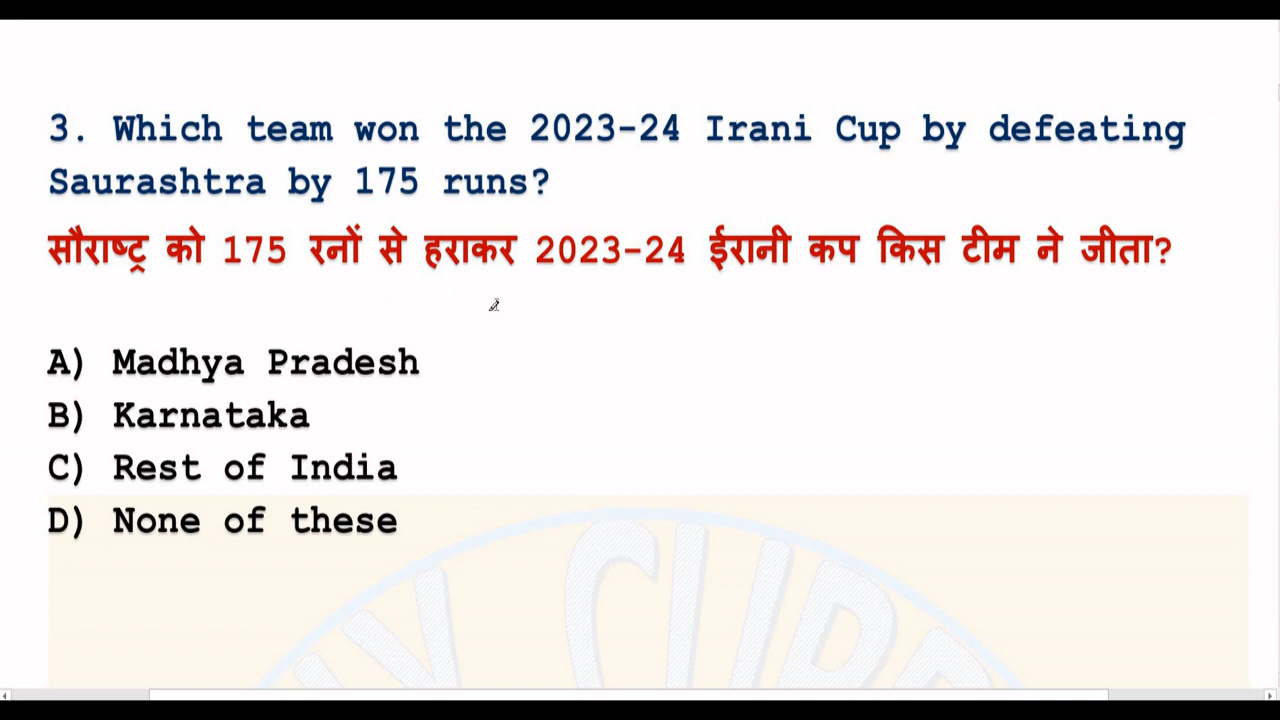 3. Which team won the 2023-24 Irani Cup by defeating
Saurashtra by 175 runs?
सौराष्ट्र को 175 रनों से हराकर 2023-24 ईरानी कप किस टीम ने जीता?
A) Madhya Pradesh
B) Karnataka
C) Rest of India
D) None of these